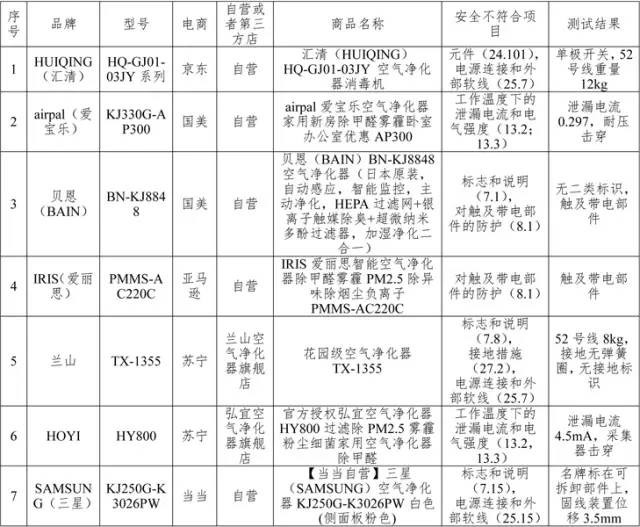 序号 品牌 型号 电商 自营或者第三方店 商品名称 安全不符合项目 测试结果
1 HUIQING（汇清） HQ-GJ01-03JY 系列 京东 自营 汇清（HUIQING）HQ-GJ01-03JY 空气净化器消毒机 元件（24.101），电源连接和外部软线（25.7） 单极开关，52号线重量12kg
2 airpal（爱宝乐） KJ330G-AP300 国美 自营 airpal 爱宝乐空气净化器家用新房除甲醛雾霾卧室办公室优惠 AP300 工作温度下的泄漏电流和电气强度（13.2；13.3） 泄漏电流0.297，耐压击穿
3 贝恩（BAIN） BN-KJ8848 国美 自营 贝恩（BAIN）BN-KJ8848空气净化器（日本原装，自动感应，智能监控，主动净化，HEPA 过滤网+银离子触媒除臭+超微纳米多酚过滤器，加湿净化二合一） 标志和说明（7.1），对触及带电部件的防护（8.1） 无二类标识，触及带电部件
4 IRIS（爱丽思） PMMS-AC220C 亚马逊 自营 IRIS 爱丽思智能空气净化器除甲醛雾霾 PM2.5 除异味除烟尘负离子PMMS-AC220C 对触及带电部件的防护（8.1） 触及带电部件
5 兰山 TX-1355 苏宁 兰山空气净化器旗舰店 花园级空气净化器TX-1355 标志和说明（7.8），接地措施（27.2），电源连接和外部软线（25.7） 52 号线 8kg，接地无弹簧圈，无接地标识
6 HOYI HY800 苏宁 弘宜空气净化器旗舰店 官方授权弘宜空气净化器HY800 过滤除 PM2.5 雾霾粉尘细菌家用空气净化器除甲醛 工作温度下的泄漏电流和电气强度（13.2，13.3） 泄漏电流4.5mA，采集器击穿
7 SAMSUNG（三星） KJ250G-K3026PW 当当 自营 【当当自营】三星（SAMSUNG）空气净化器 KJ250G-K3026PW 白色(侧面板粉色) 标志和说明（7.15），电源连接和外部软线（25.15） 名牌标在可拆卸部件上，固线装置位移 3.5mm